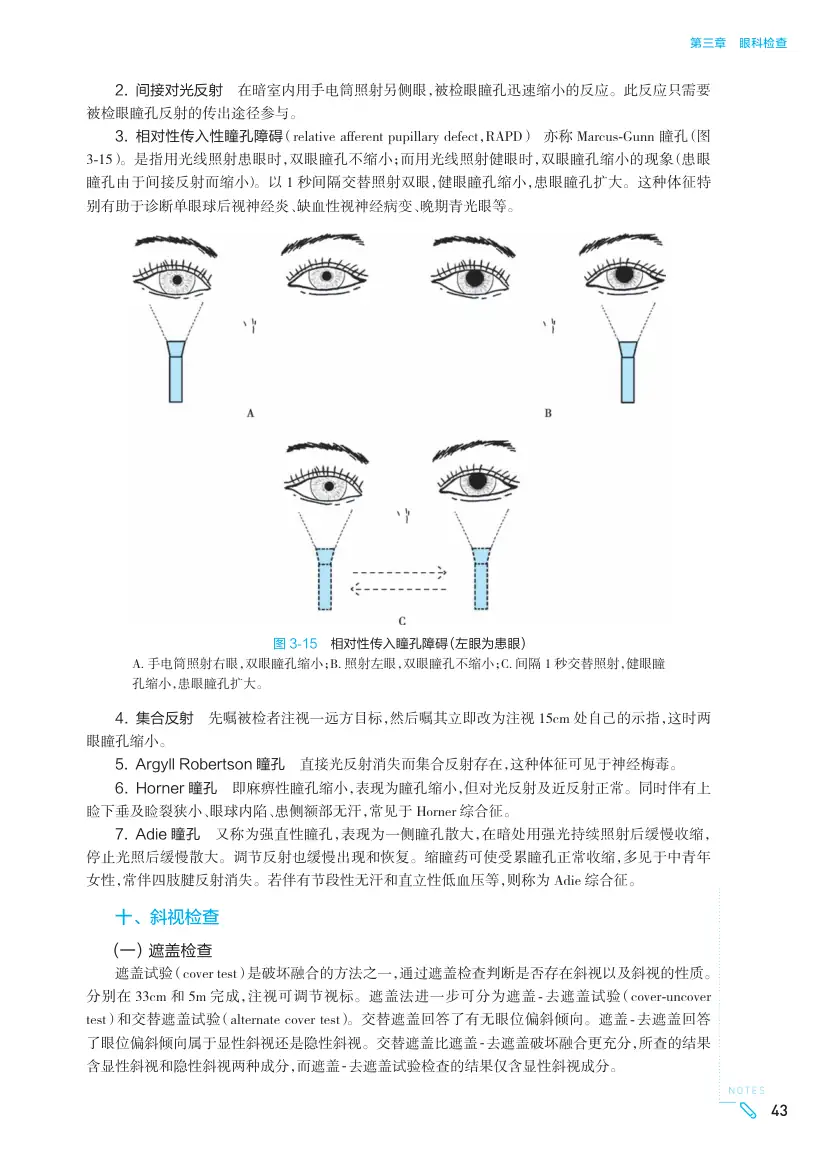 第三章 眼科检查
2. 间接对光反射 在暗室内用手电筒照射另侧眼,被检眼瞳孔迅速缩小的反应。此反应只需要
被检眼瞳孔反射的传出途径参与。
3. 相对性传入性瞳孔障碍(relative afferent pupillary defect,RAPD) 亦称 Marcus-Gunn 瞳孔(图
3-15)。是指用光线照射患眼时,双眼瞳孔不缩小;而用光线照射健眼时,双眼瞳孔缩小的现象(患眼
瞳孔由于间接反射而缩小)。以 1 秒间隔交替照射双眼,健眼瞳孔缩小,患眼瞳孔扩大。这种体征特
别有助于诊断单眼球后视神经炎、缺血性视神经病变、晚期青光眼等。
A
B
C
图 3-15 相对性传入瞳孔障碍(左眼为患眼)
A. 手电筒照射右眼,双眼瞳孔缩小;B. 照射左眼,双眼瞳孔不缩小;C. 间隔 1 秒交替照射,健眼瞳
孔缩小,患眼瞳孔扩大。
4. 集合反射 先嘱被检者注视一远方目标,然后嘱其立即改为注视 15cm 处自己的示指,这时两
眼瞳孔缩小。
5. Argyll Robertson 瞳孔 直接光反射消失而集合反射存在,这种体征可见于神经梅毒。
6. Horner 瞳孔 即麻痹性瞳孔缩小,表现为瞳孔缩小,但对光反射及近反射正常。同时伴有上
睑下垂及睑裂狭小、眼球内陷、患侧额部无汗,常见于 Horner 综合征。
7. Adie 瞳孔 又称为强直性瞳孔,表现为一侧瞳孔散大,在暗处用强光持续照射后缓慢收缩,
停止光照后缓慢散大。调节反射也缓慢出现和恢复。缩瞳药可使受累瞳孔正常收缩,多见于中青年
女性,常伴四肢腱反射消失。若伴有节段性无汗和直立性低血压等,则称为 Adie 综合征。
十、斜视检查
(一) 遮盖检查
遮盖试验(cover test)是破坏融合的方法之一,通过遮盖检查判断是否存在斜视以及斜视的性质。
分别在 33cm 和 5m 完成,注视可调节视标。遮盖法进一步可分为遮盖-去遮盖试验(cover-uncover
test)和交替遮盖试验(alternate cover test)。交替遮盖回答了有无眼位偏斜倾向。遮盖-去遮盖回答
了眼位偏斜倾向属于显性斜视还是隐性斜视。交替遮盖比遮盖-去遮盖破坏融合更充分,所查的结果
含显性斜视和隐性斜视两种成分,而遮盖-去遮盖试验检查的结果仅含显性斜视成分。
NOTES
43